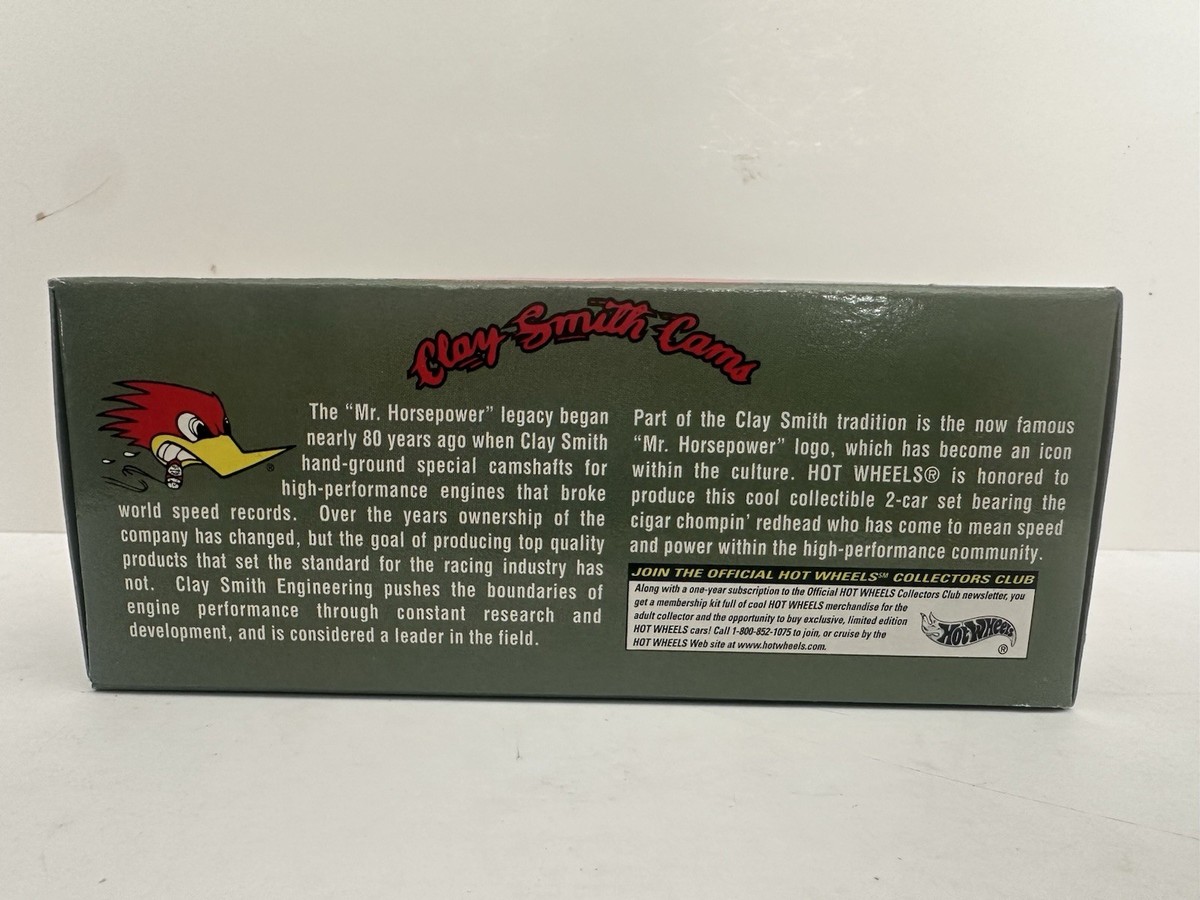 Clay Smith Cams
The “Mr. Horsepower” legacy began
nearly 80 years ago when Clay Smith
hand-ground special camshafts for
high-performance engines that broke
world speed records. Over the years ownership of the
company has changed, but the goal of producing top quality
products that set the standard for the racing industry has
not. Clay Smith Engineering pushes the boundaries of
engine performance through constant research and
development, and is considered a leader in the field.
®
Part of the Clay Smith tradition is the now famous
“Mr. Horsepower” logo, which has become an icon
within the culture. HOT WHEELS® is honored to
produce this cool collectible 2-car set bearing the
cigar chompin’ redhead who has come to mean speed
and power within the high-performance community.
JOIN THE OFFICIAL HOT WHEELS℠ COLLECTORS CLUB
Along with a one-year subscription to the Official HOT WHEELS Collectors Club newsletter, you
get a membership kit full of cool HOT WHEELS merchandise for the
adult collector and the opportunity to buy exclusive, limited edition
HOT WHEELS cars! Call 1-800-852-1075 to join, or cruise by the
HOT WHEELS Web site at www.hotwheels.com.
Hot Wheels
®